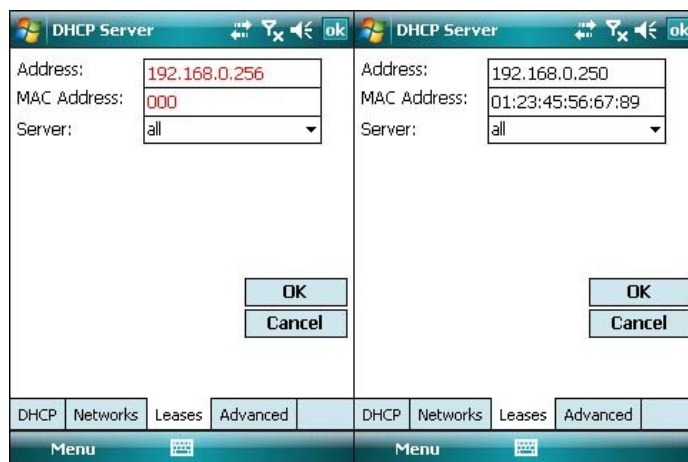 DHCP Server ok
Address: 192.168.0.256
MAC Address: 000
Server: all
OK
Cancel
DHCP Networks Leases Advanced
Menu
DHCP Server ok
Address: 192.168.0.250
MAC Address: 01:23:45:56:67:89
Server: all
OK
Cancel
DHCP Networks Leases Advanced
Menu